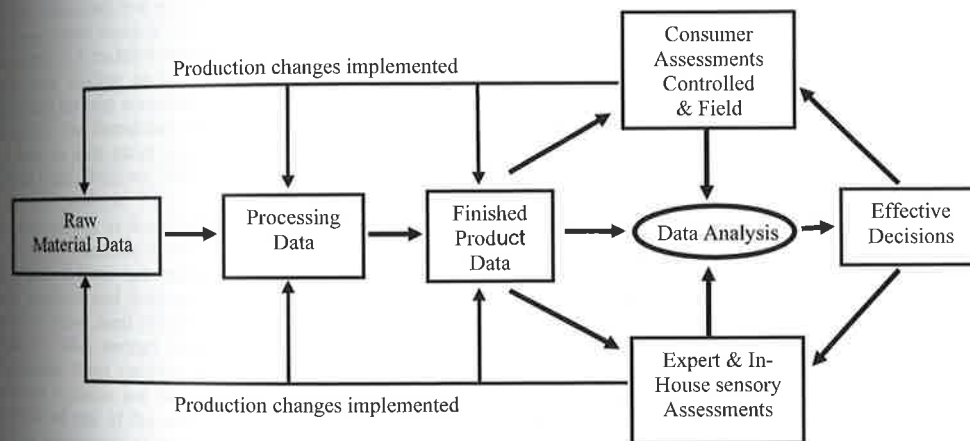 Consumer
Assessments
Controlled
& Field
Production changes implemented
Raw
Material Data
Processing
Data
Finished
Product
Data
Data Analysis
Effective
Decisions
Expert & In-
House sensory
Assessments
Production changes implemented